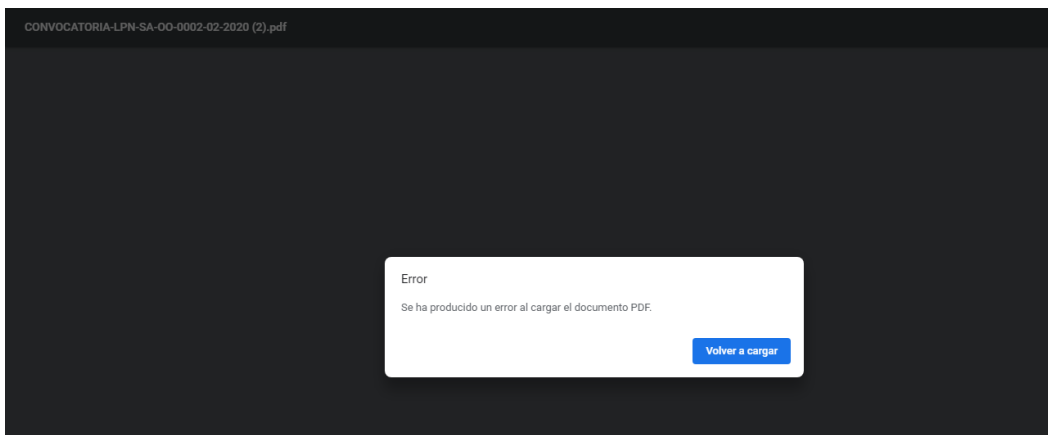 CONVOCATORIA-LPN-SA-OO-0002-02-2020 (2).pdf
Error
Se ha producido un error al cargar el documento PDF.
Volver a cargar